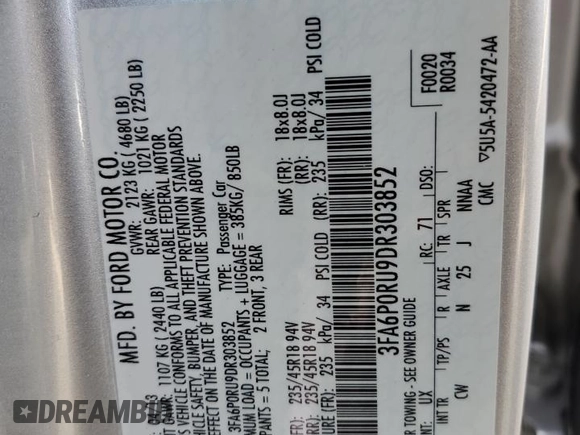 MFD. BY FORD MOTOR CO.
GVWR: 2123 KG ( 4680 LB)
1107 KG ( 2440 LB) REAR GAWR: 1021 KG ( 2250 LB)
VEHICLE CONFORMS TO ALL APPLICABLE FEDERAL MOTOR
VEHICLE SAFETY, BUMPER, AND THEFT PREVENTION STANDARDS
EFFECT ON THE DATE OF MANUFACTURE SHOWN ABOVE.
3FA6P0RU9DR303852 TYPE: Passenger Car
LOAD = OCCUPANTS + LUGGAGE = 385KG/ 850LB
= 5 TOTAL; 2 FRONT, 3 REAR
235/45R18 94V RIMS (FR): 18x8.0J
235/45R18 94V (RR): 18x8.0J
235 kPa/ 34 PSI COLD (RR): 235 kPa/ 34 PSI COLD
3FA6P0RU9DR303852
TOWING - SEE OWNER GUIDE
F0020
R0034
UX RC: 71 DSO:
INT TR TP/PS R AXLE TR SPR
CW N 25 J NNAA
CMC ▽5U5A-5420472-AA
©AUTOBIDCAR